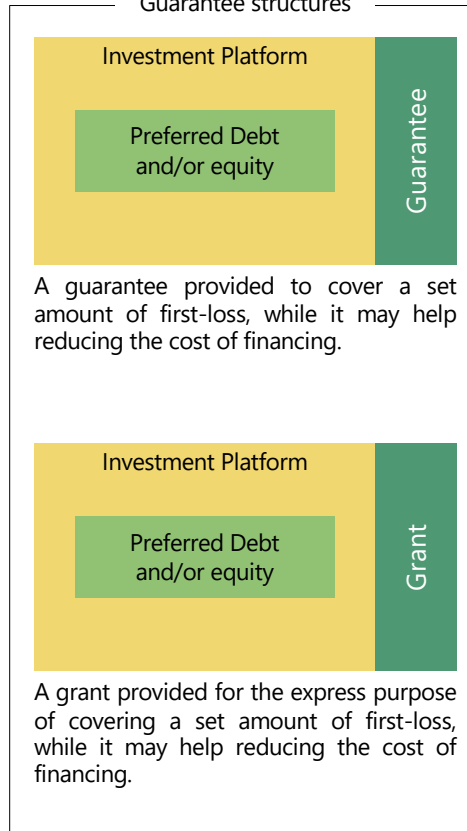 Guarantee structures
Investment Platform
Preferred Debt
and/or equity
Guarantee
A guarantee provided to cover a set
amount of first-loss, while it may help
reducing the cost of financing.
Investment Platform
Preferred Debt
and/or equity
Grant
A grant provided for the express purpose
of covering a set amount of first-loss,
while it may help reducing the cost of
financing.